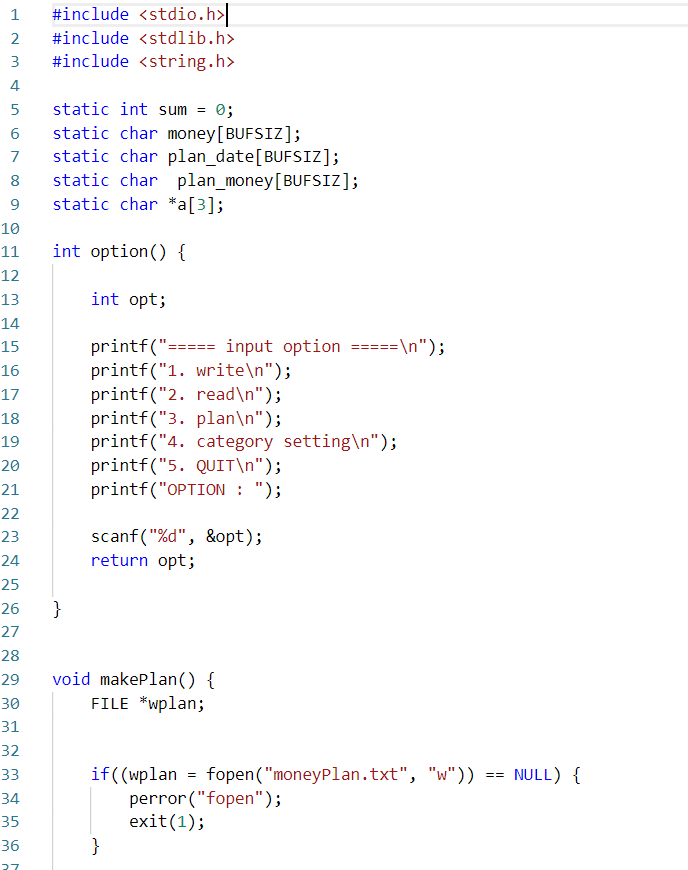 1 #include <stdio.h>
2 #include <stdlib.h>
3 #include <string.h>
4
5 static int sum = 0;
6 static char money[BUFSIZ];
7 static char plan_date[BUFSIZ];
8 static char  plan_money[BUFSIZ];
9 static char *a[3];
10
11 int option() {
12
13     int opt;
14
15     printf("===== input option =====\n");
16     printf("1. write\n");
17     printf("2. read\n");
18     printf("3. plan\n");
19     printf("4. category setting\n");
20     printf("5. QUIT\n");
21     printf("OPTION : ");
22
23     scanf("%d", &opt);
24     return opt;
25
26 }
27
28
29 void makePlan() {
30     FILE *wplan;
31
32
33     if((wplan = fopen("moneyPlan.txt", "w")) == NULL) {
34         perror("fopen");
35         exit(1);
36     }
37